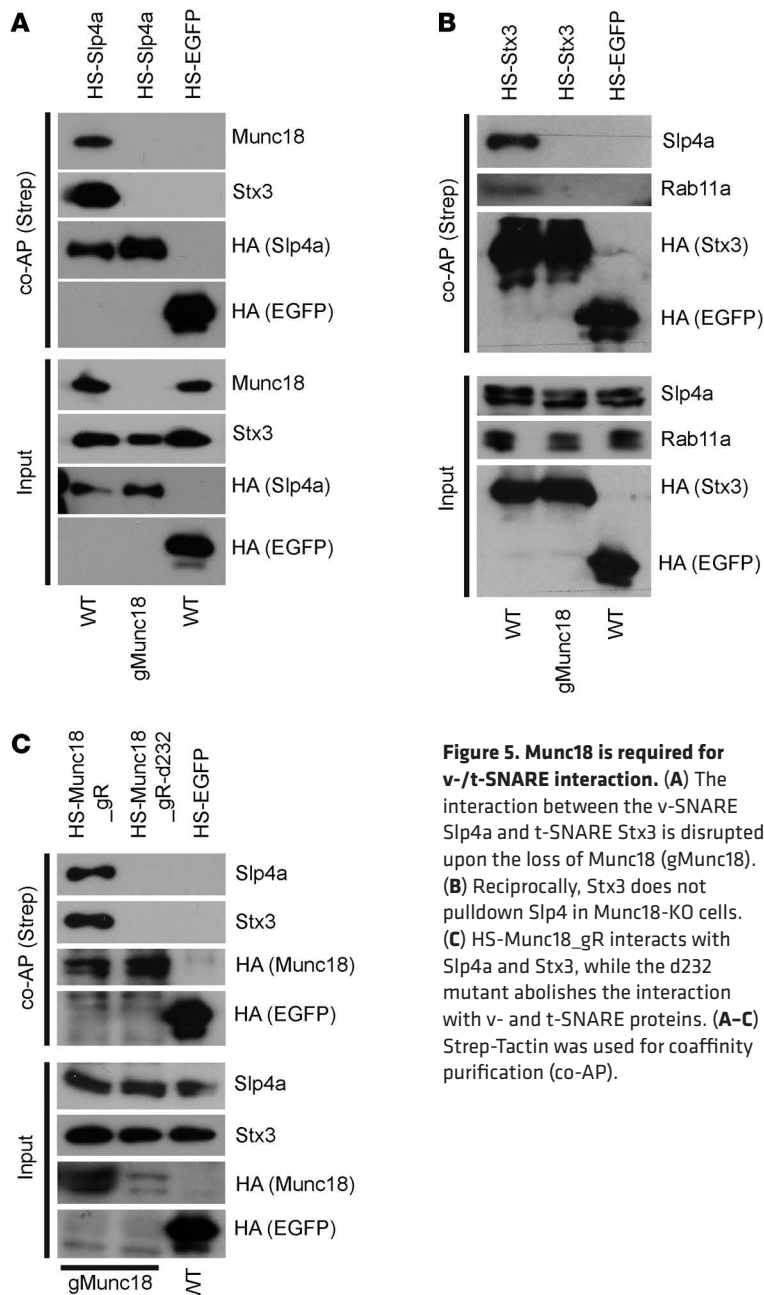 A
HS-Slp4a
HS-Slp4a
HS-EGFP
co-AP (Strep)
Munc18
Stx3
HA (Slp4a)
HA (EGFP)
Input
Munc18
Stx3
HA (Slp4a)
HA (EGFP)
WT
gMunc18
WT
B
HS-Stx3
HS-Stx3
HS-EGFP
co-AP (Strep)
Slp4a
Rab11a
HA (Stx3)
HA (EGFP)
Input
Slp4a
Rab11a
HA (Stx3)
HA (EGFP)
WT
gMunc18
WT
C
HS-Munc18
_gR
HS-Munc18
_gR-d232
HS-EGFP
co-AP (Strep)
Slp4a
Stx3
HA (Munc18)
HA (EGFP)
Input
Slp4a
Stx3
HA (Munc18)
HA (EGFP)
gMunc18
WT
Figure 5. Munc18 is required for
v-/t-SNARE interaction. (A) The
interaction between the v-SNARE
Slp4a and t-SNARE Stx3 is disrupted
upon the loss of Munc18 (gMunc18).
(B) Reciprocally, Stx3 does not
pulldown Slp4 in Munc18-KO cells.
(C) HS-Munc18_gR interacts with
Slp4a and Stx3, while the d232
mutant abolishes the interaction
with v- and t-SNARE proteins. (A–C)
Strep-Tactin was used for coaffinity
purification (co-AP).